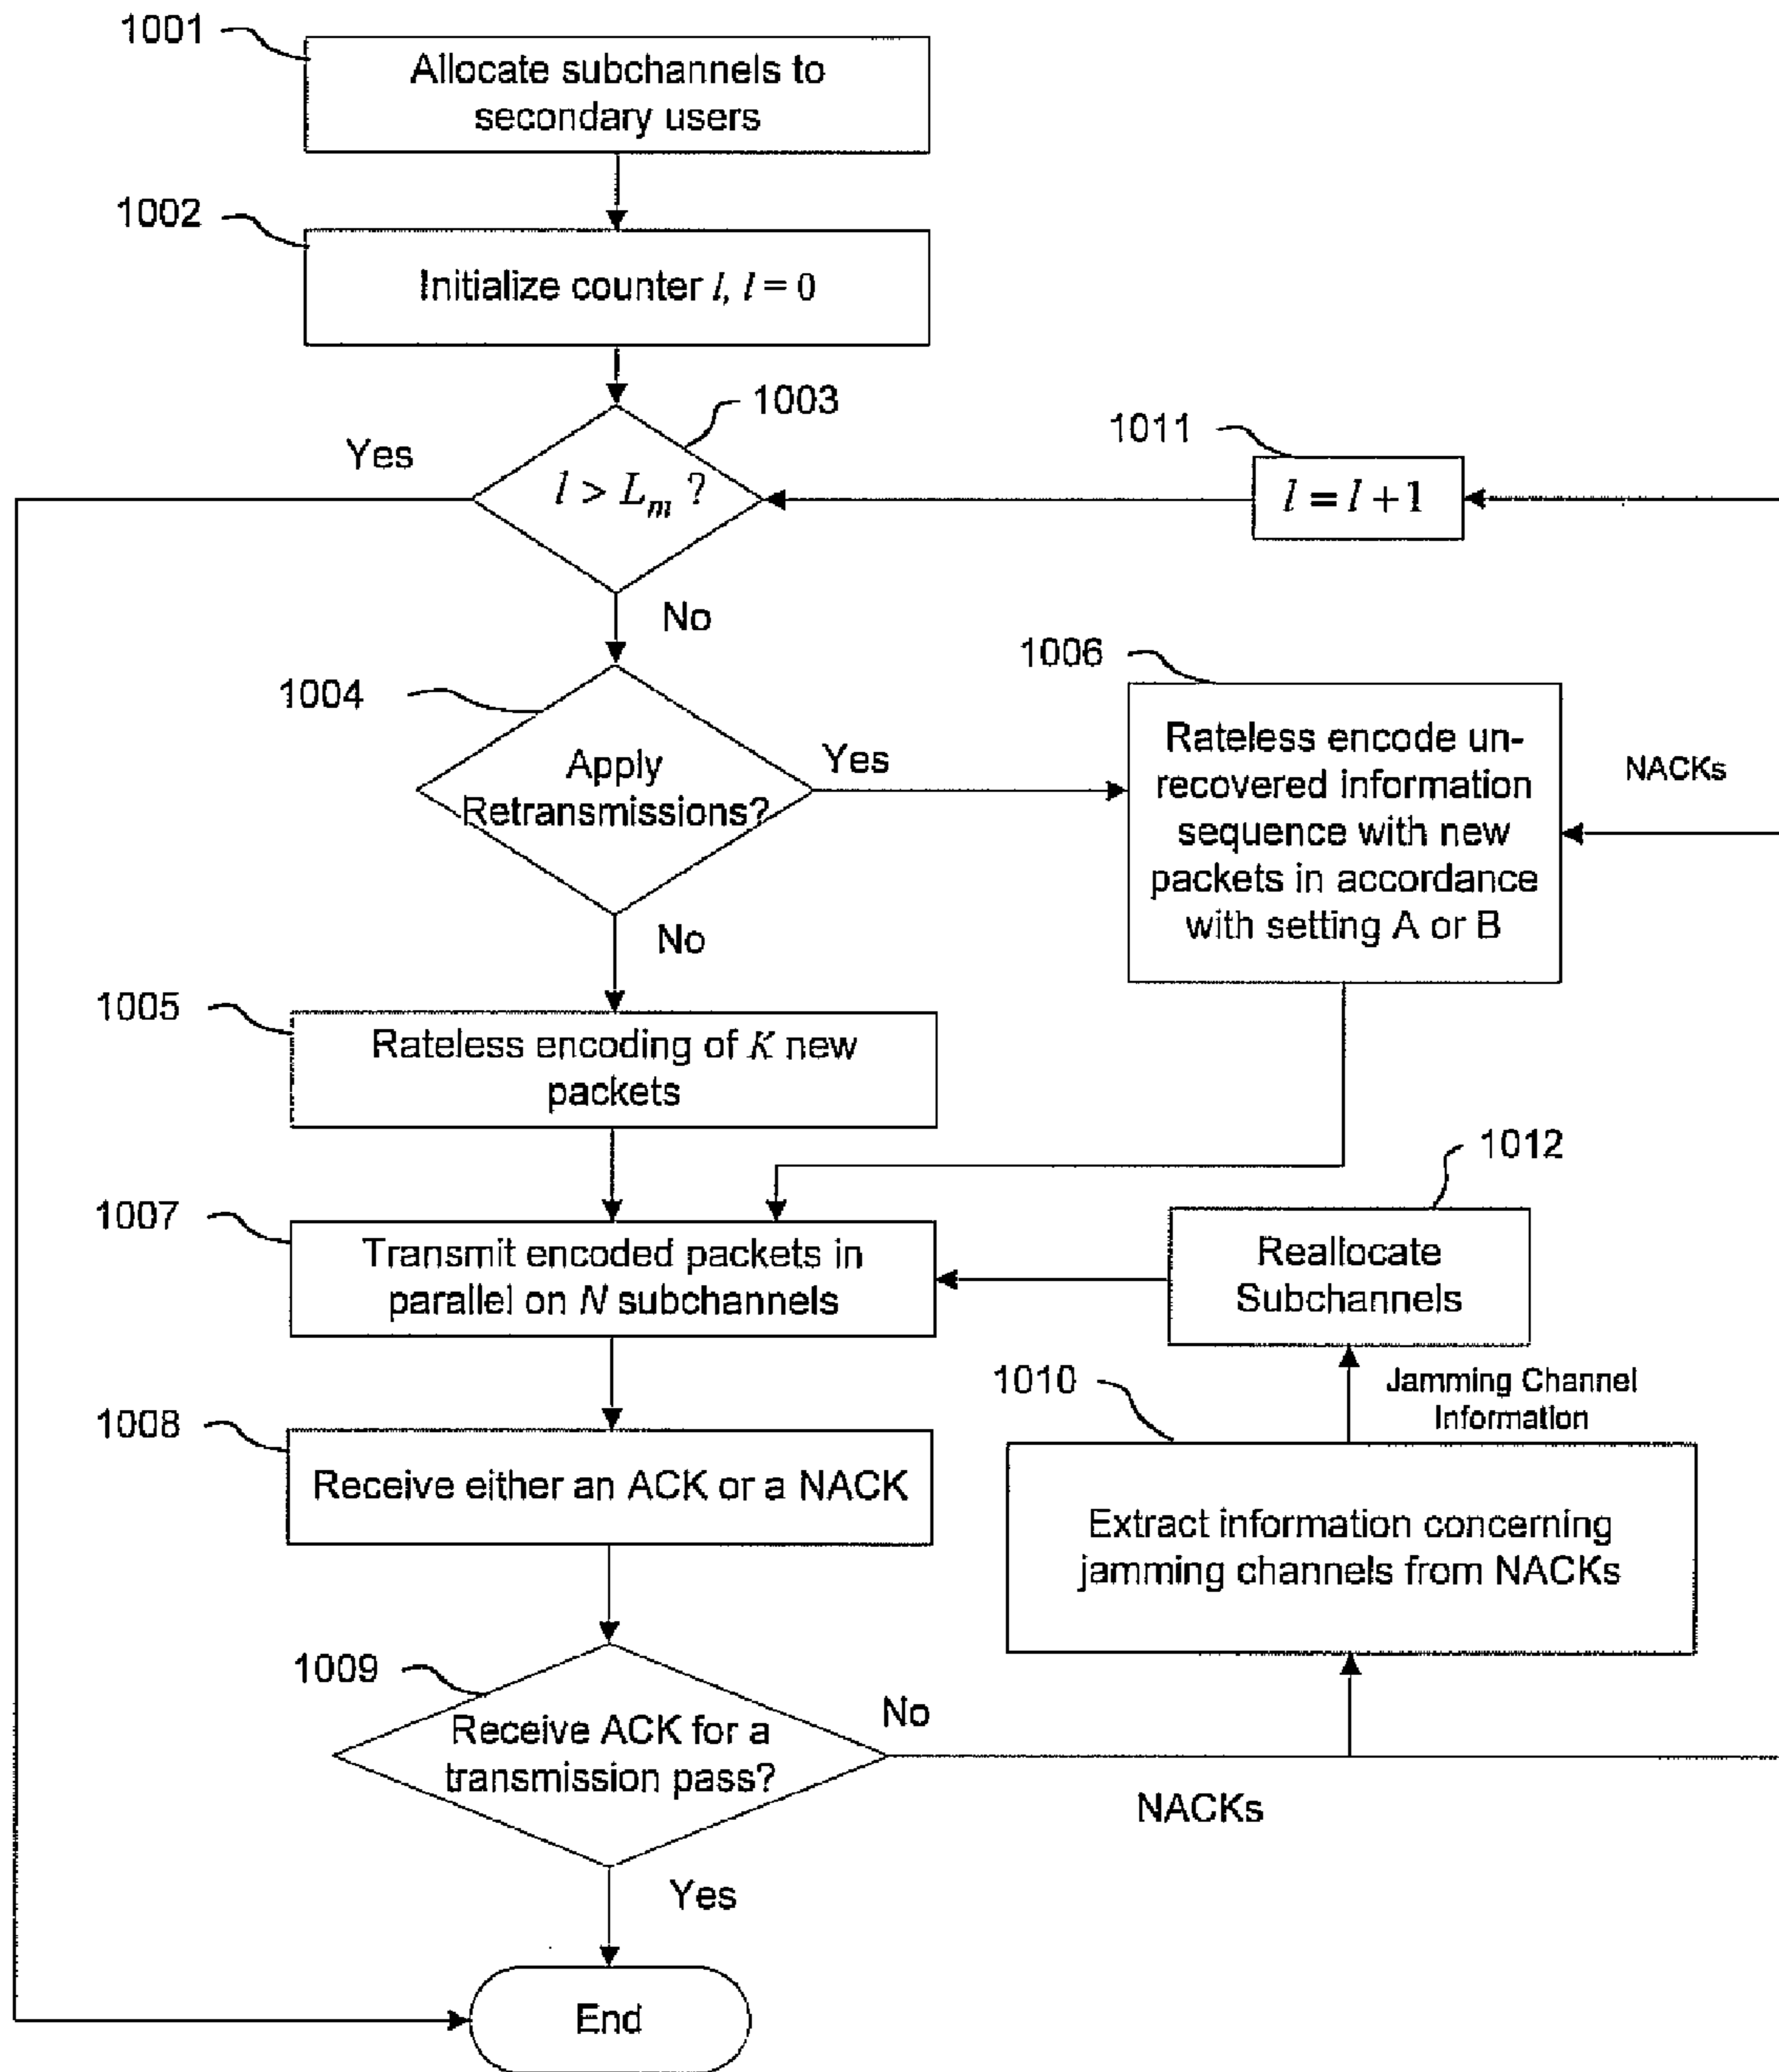 1001
Allocate subchannels to
secondary users
1002
Initialize counter l, l = 0
1003
Yes
l > Lm ?
1011
l = l + 1
No
1004
Apply
Retransmissions?
Yes
1006
Rateless encode un-
recovered information
sequence with new
packets in accordance
with setting A or B
NACKs
No
1005
Rateless encoding of K new
packets
1012
1007
Transmit encoded packets in
parallel on N subchannels
Reallocate
Subchannels
1010
Jamming Channel
Information
1008
Receive either an ACK or a NACK
Extract information concerning
jamming channels from NACKs
1009
Receive ACK for a
transmission pass?
No
NACKs
Yes
End